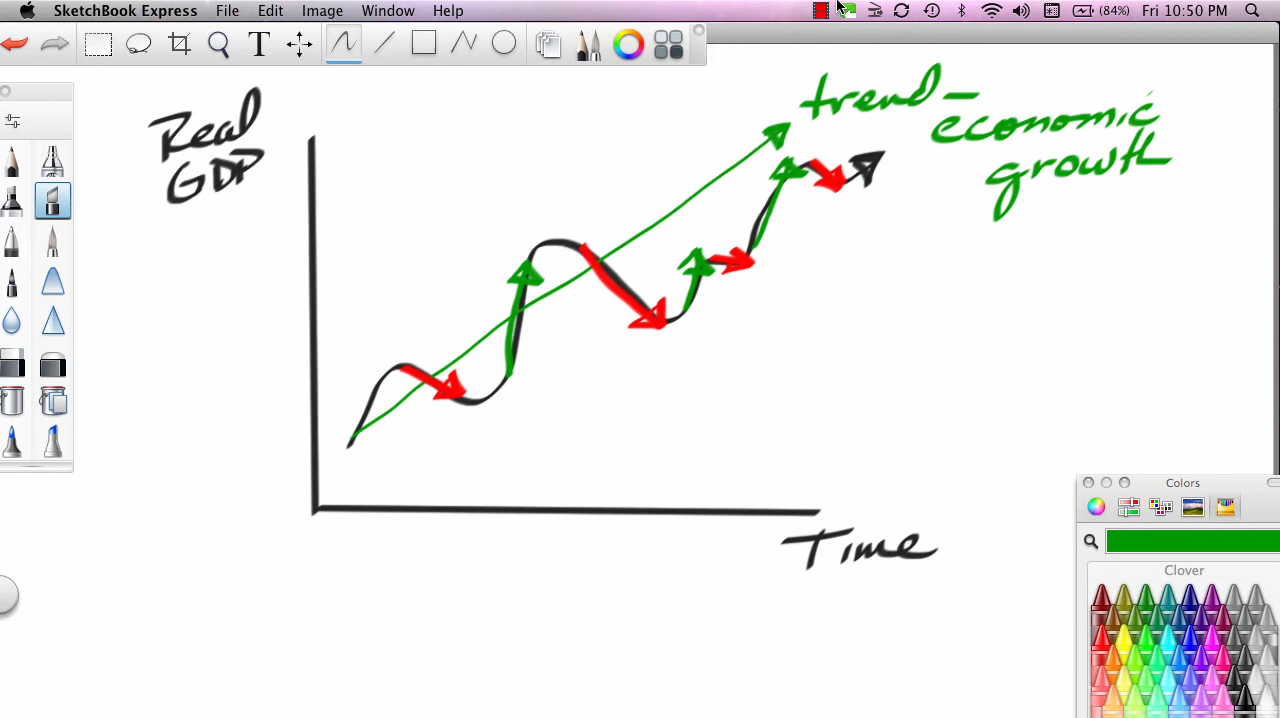 SketchBook Express File Edit Image Window Help (84%) Fri 10:50 PM
T
Real
GDP
trend-
economic
growth
Time
Colors
Clover